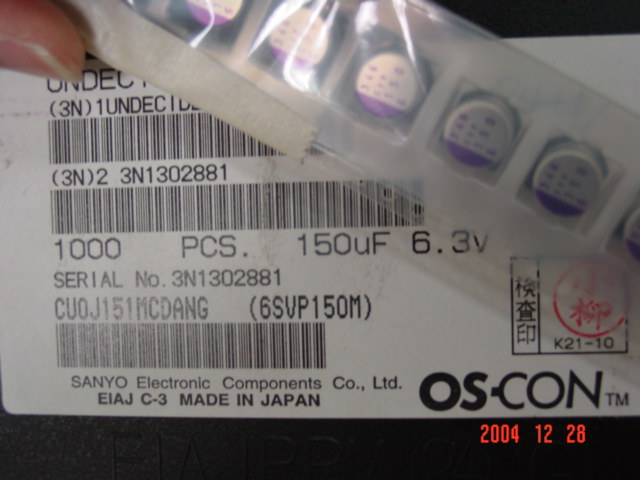 (3N)1UNDECIDE
(3N)2 3N1302881
1000 PCS. 150uF 6.3V
SERIAL No.3N1302881
CU0J151MCDANG (6SVP150M)
検査印
小柳
K21-10
SANYO Electronic Components Co., Ltd.
EIAJ C-3 MADE IN JAPAN
OS-CON TM
2004 12 28